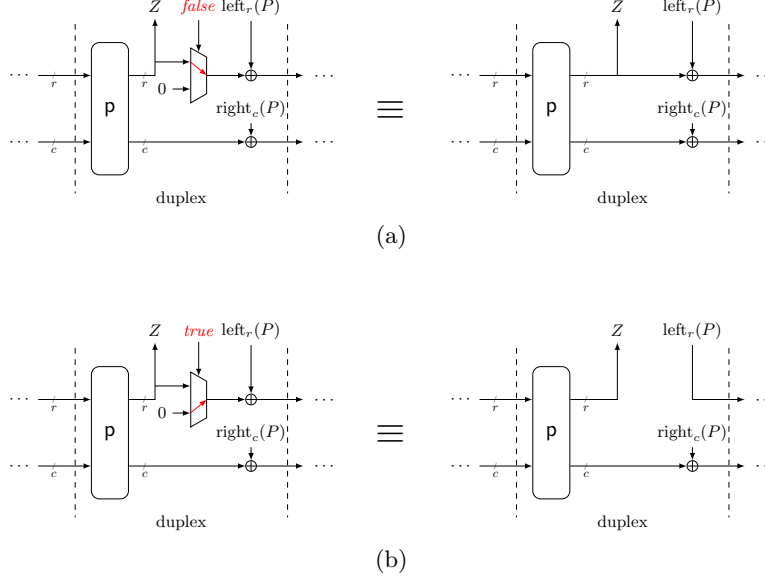 Z false left_r(P) Z left_r(P)
··· r p r 0 ··· ≡ ··· r p r ···
right_c(P) right_c(P)
··· c c ··· ··· c c ···
duplex duplex
(a)
Z true left_r(P) Z left_r(P)
··· r p r 0 ··· ≡ ··· r p r ···
right_c(P) right_c(P)
··· c c ··· ··· c c ···
duplex duplex
(b)